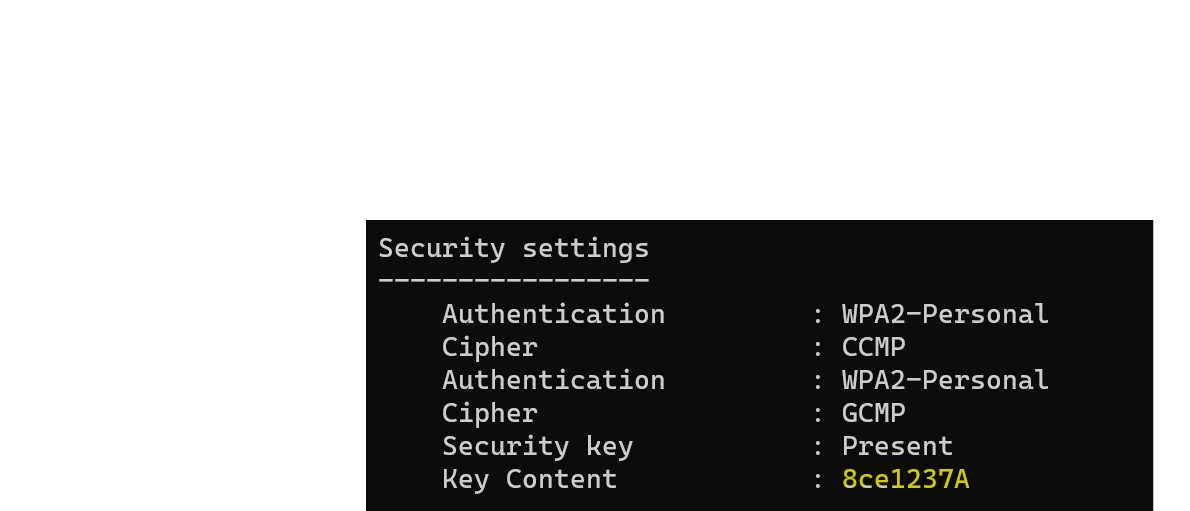 Security settings
-----------------
Authentication : WPA2-Personal
Cipher : CCMP
Authentication : WPA2-Personal
Cipher : GCMP
Security key : Present
Key Content : 8ce1237A